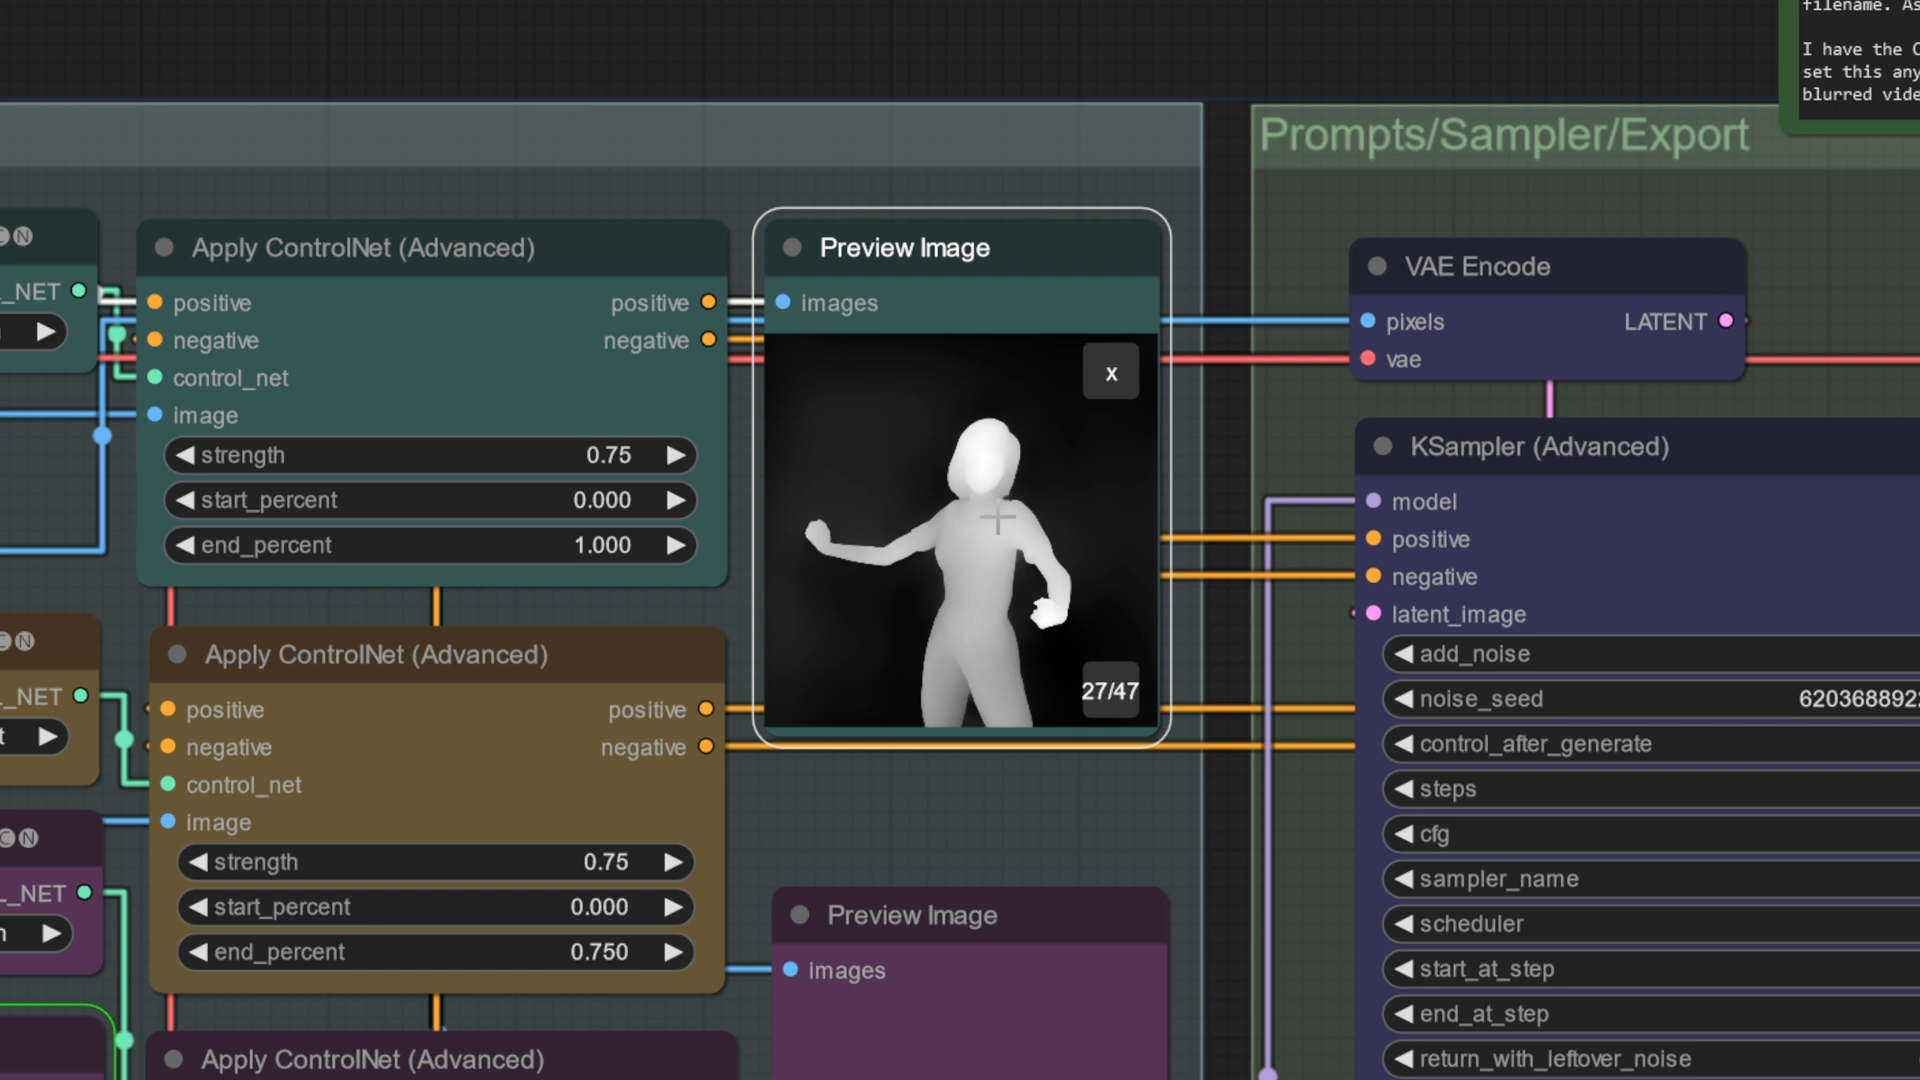 filename. As
I have the C
set this any
blurred vide
Prompts/Sampler/Export
CN
_NET
Apply ControlNet (Advanced)
positive
positive
negative
negative
control_net
image
strength
0.75
start_percent
0.000
end_percent
1.000
Preview Image
images
x
27/47
VAE Encode
pixels
LATENT
vae
KSampler (Advanced)
model
positive
negative
latent_image
add_noise
noise_seed
620368892
control_after_generate
steps
cfg
sampler_name
scheduler
start_at_step
end_at_step
return_with_leftover_noise
CN
_NET
t
Apply ControlNet (Advanced)
positive
positive
negative
negative
control_net
image
strength
0.75
start_percent
0.000
end_percent
0.750
CN
_NET
n
Preview Image
images
Apply ControlNet (Advanced)